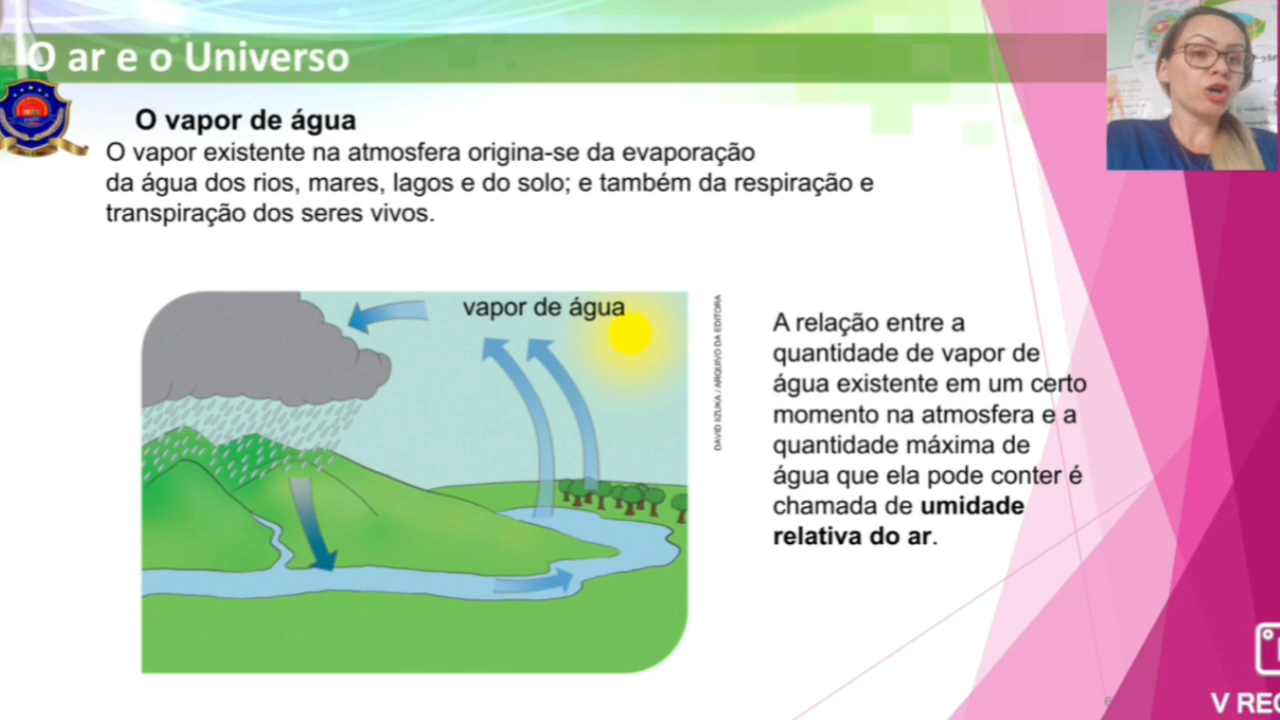 O ar e o Universo
O vapor de água
O vapor existente na atmosfera origina-se da evaporação
da água dos rios, mares, lagos e do solo; e também da respiração e
transpiração dos seres vivos.
vapor de água
DAVID IZUKA / ARQUIVO DA EDITORA
A relação entre a
quantidade de vapor de
água existente em um certo
momento na atmosfera e a
quantidade máxima de
água que ela pode conter é
chamada de umidade
relativa do ar.
V REC